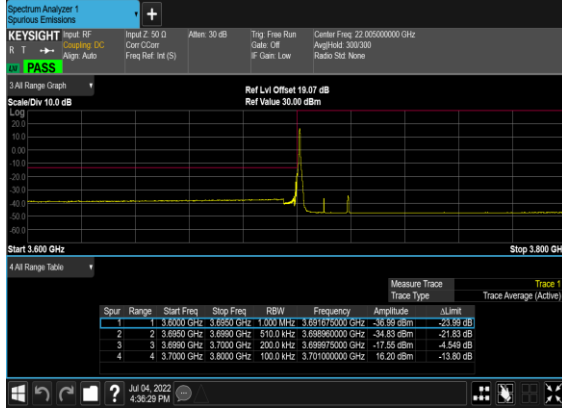 Spectrum Analyzer 1
Spurious Emissions
+
KEYSIGHT Input: RF Input Z: 50 Ω Atten: 30 dB Trig: Free Run Center Freq: 22.005000000 GHz
R T Coupling: DC Corr CCorr Gate: Off Avg|Hold: 300/300
Align: Auto Freq Ref: Int (S) IF Gain: Low Radio Std: None
PASS
3 All Range Graph
Ref Lvl Offset 19.07 dB
Scale/Div 10.0 dB Ref Value 30.00 dBm
Log
20.0
10.0
0.00
-10.0
-20.0
-30.0
-40.0
-50.0
-60.0
Start 3.600 GHz Stop 3.800 GH
4 All Range Table
Measure Trace Trace 1
Trace Type Trace Average (Active)
Spur Range Start Freq Stop Freq RBW Frequency Amplitude ΔLimit
1 1 3.6000 GHz 3.6950 GHz 1.000 MHz 3.691675000 GHz -36.99 dBm -23.99 dB
2 2 3.6950 GHz 3.6990 GHz 510.0 kHz 3.698960000 GHz -34.83 dBm -21.83 dB
3 3 3.6990 GHz 3.7000 GHz 200.0 kHz 3.699975000 GHz -17.55 dBm -4.549 dB
4 4 3.7000 GHz 3.8000 GHz 100.0 kHz 3.701000000 GHz 16.20 dBm -13.80 dB
? Jul 04, 2022
4:36:29 PM